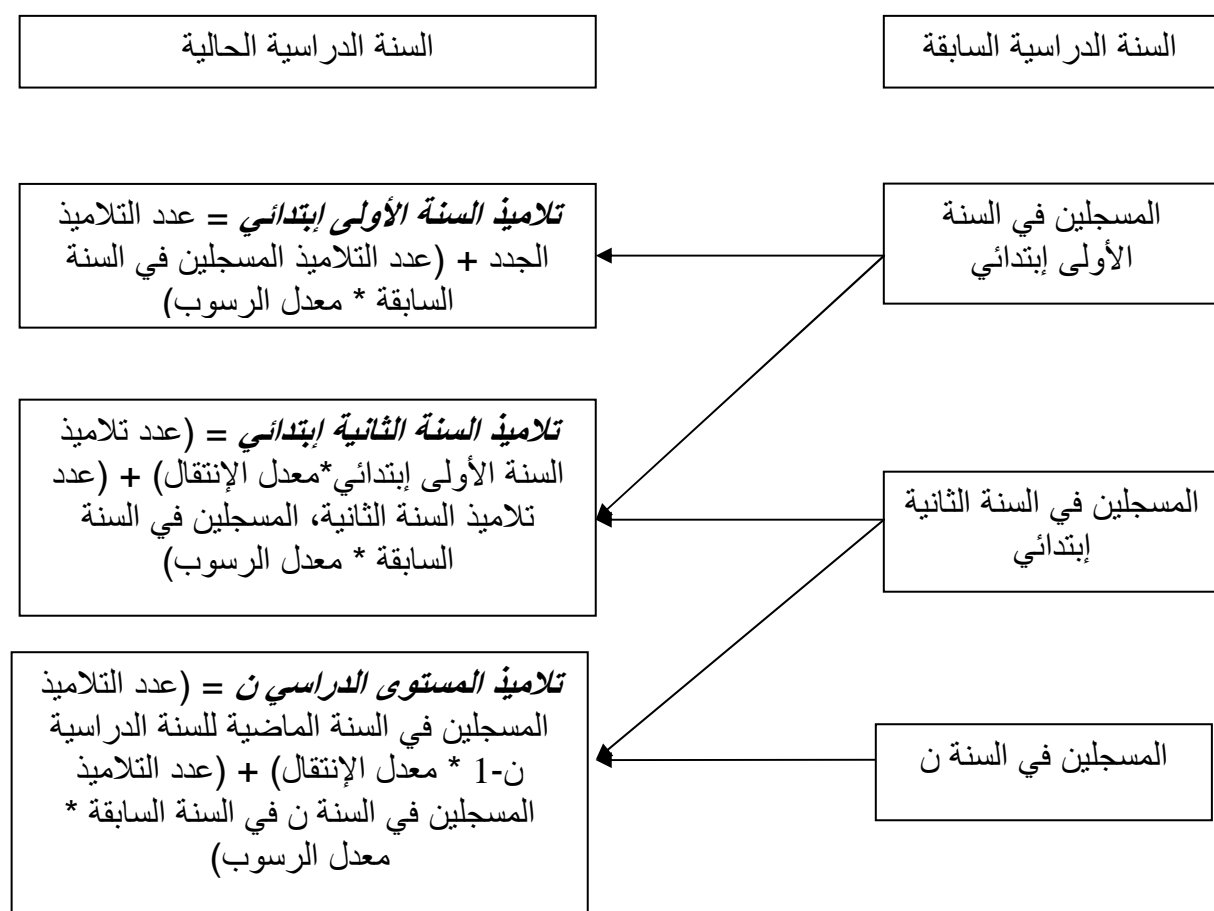 السنة الدراسية السابقة
السنة الدراسية الحالية
المسجلين في السنة
الأولى إبتدائي
تلاميذ السنة الأولى إبتدائي = عدد التلاميذ
الجدد + (عدد التلاميذ المسجلين في السنة
السابقة * معدل الرسوب)
المسجلين في السنة الثانية
إبتدائي
تلاميذ السنة الثانية إبتدائي = (عدد تلاميذ
السنة الأولى إبتدائي*معدل الإنتقال) + (عدد
تلاميذ السنة الثانية، المسجلين في السنة
السابقة * معدل الرسوب)
المسجلين في السنة ن
تلاميذ المستوى الدراسي ن = (عدد التلاميذ
المسجلين في السنة الماضية للسنة الدراسية
ن-1 * معدل الإنتقال) + (عدد التلاميذ
المسجلين في السنة ن في السنة السابقة *
معدل الرسوب)